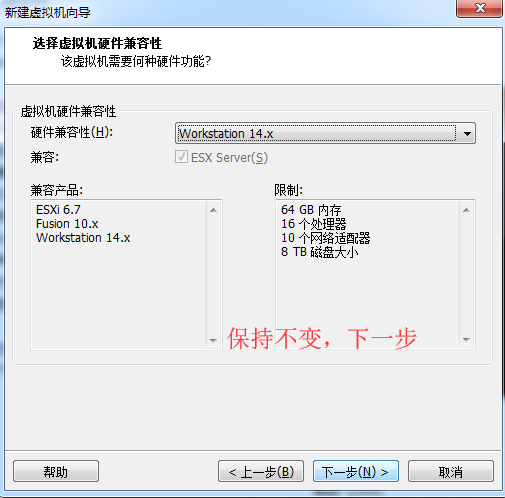 新建虚拟机向导
选择虚拟机硬件兼容性
该虚拟机需要何种硬件功能?
虚拟机硬件兼容性
硬件兼容性(H):
Workstation 14.x
兼容:
ESX Server(S)
兼容产品:
ESXi 6.7
Fusion 10.x
Workstation 14.x
限制:
64 GB 内存
16 个处理器
10 个网络适配器
8 TB 磁盘大小
保持不变，下一步
帮助
< 上一步(B)
下一步(N) >
取消